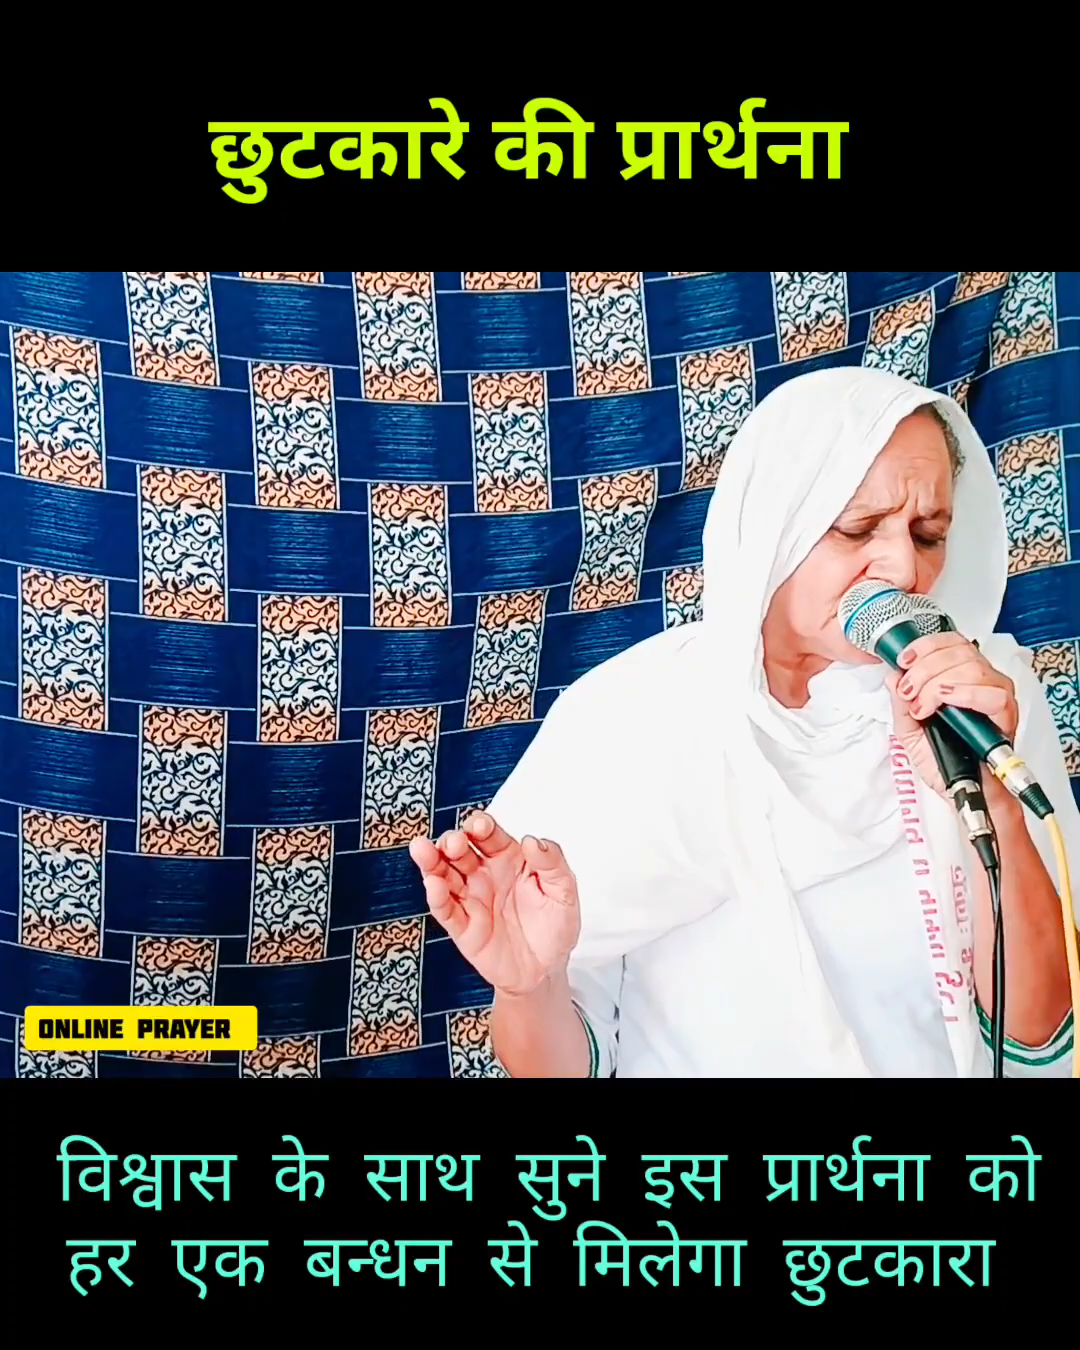 छुटकारे की प्रार्थना
ONLINE PRAYER
विश्वास के साथ सुने इस प्रार्थना को
हर एक बन्धन से मिलेगा छुटकारा